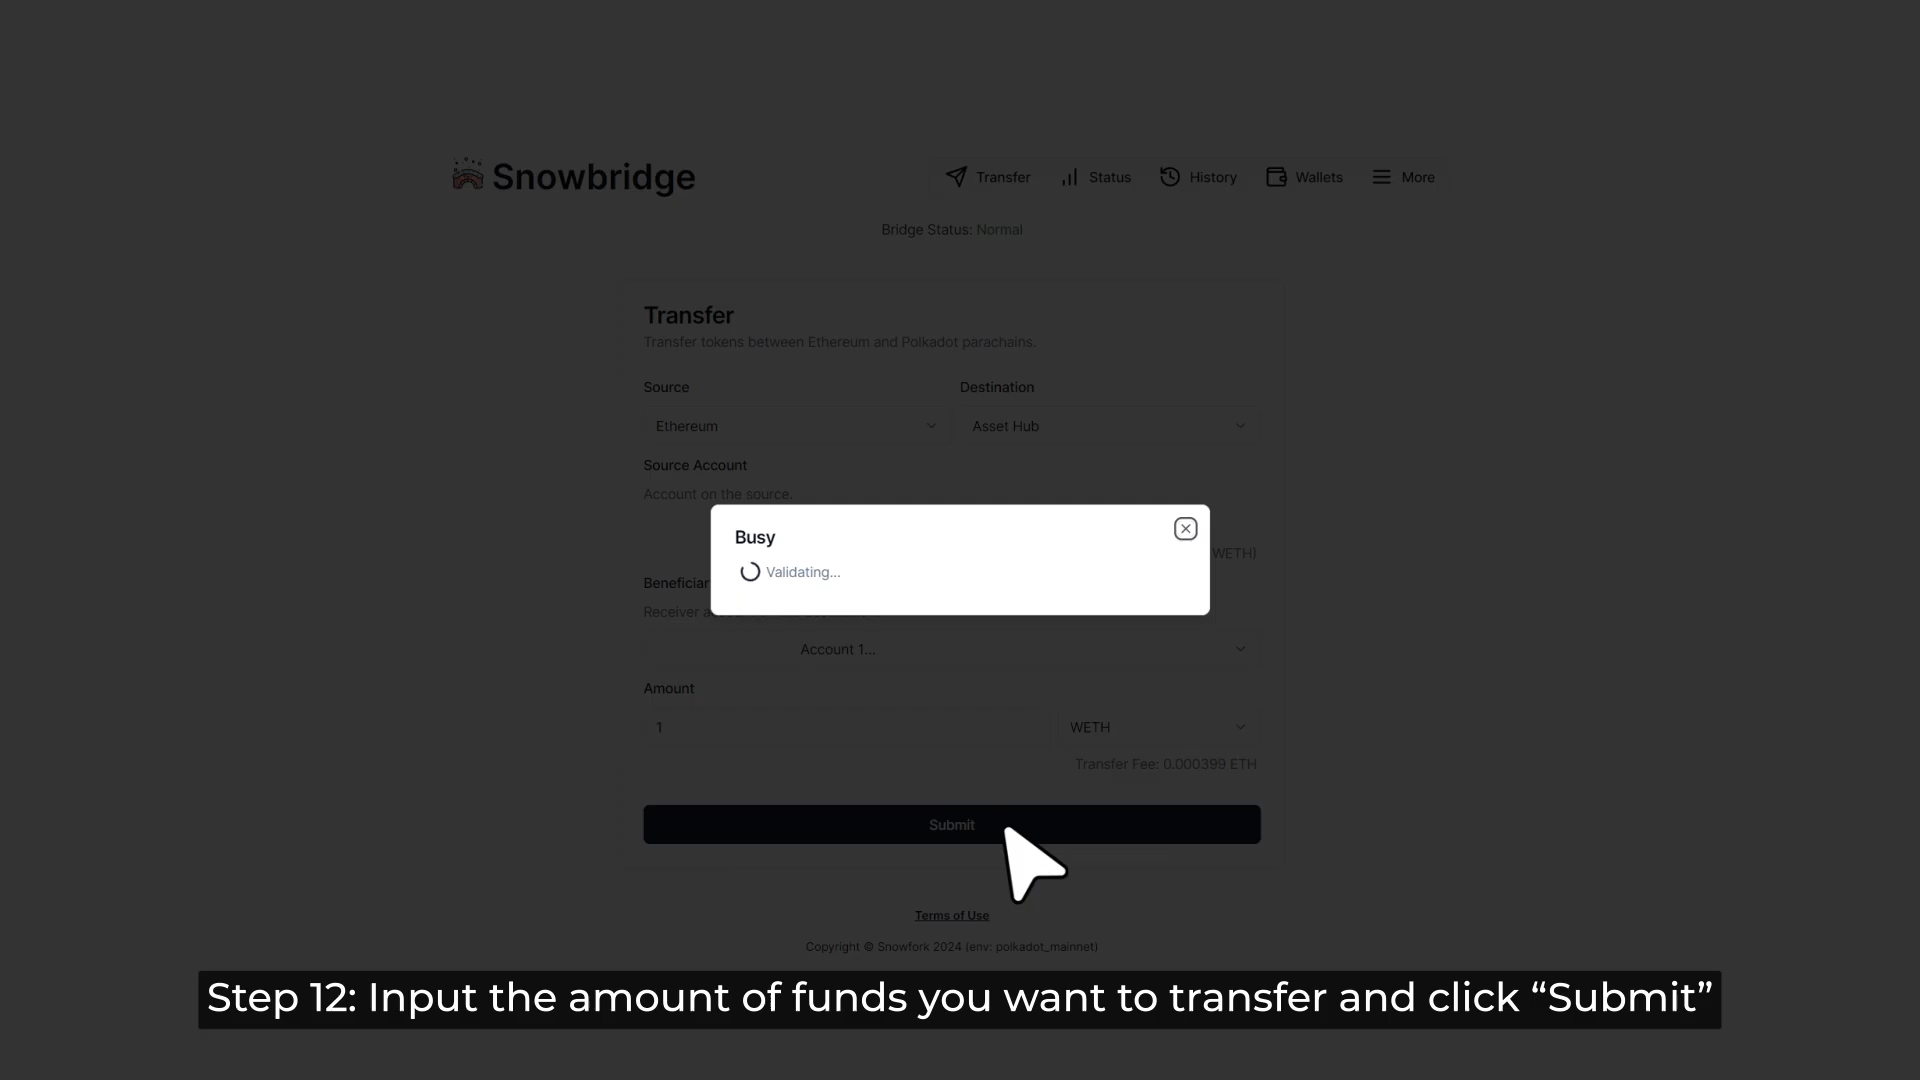 Snowbridge
Transfer
Status
History
Wallets
More
Bridge Status: Normal
Transfer
Transfer tokens between Ethereum and Polkadot parachains.
Source
Destination
Ethereum
Asset Hub
Source Account
Account on the source.
WETH)
Busy
Validating...
Receiver
Account 1...
Amount
1
WETH
Transfer Fee: 0.000399 ETH
Submit
Terms of Use
Copyright © Snowfork 2024 (env: polkadot_mainnet)
Step 12: Input the amount of funds you want to transfer and click “Submit”